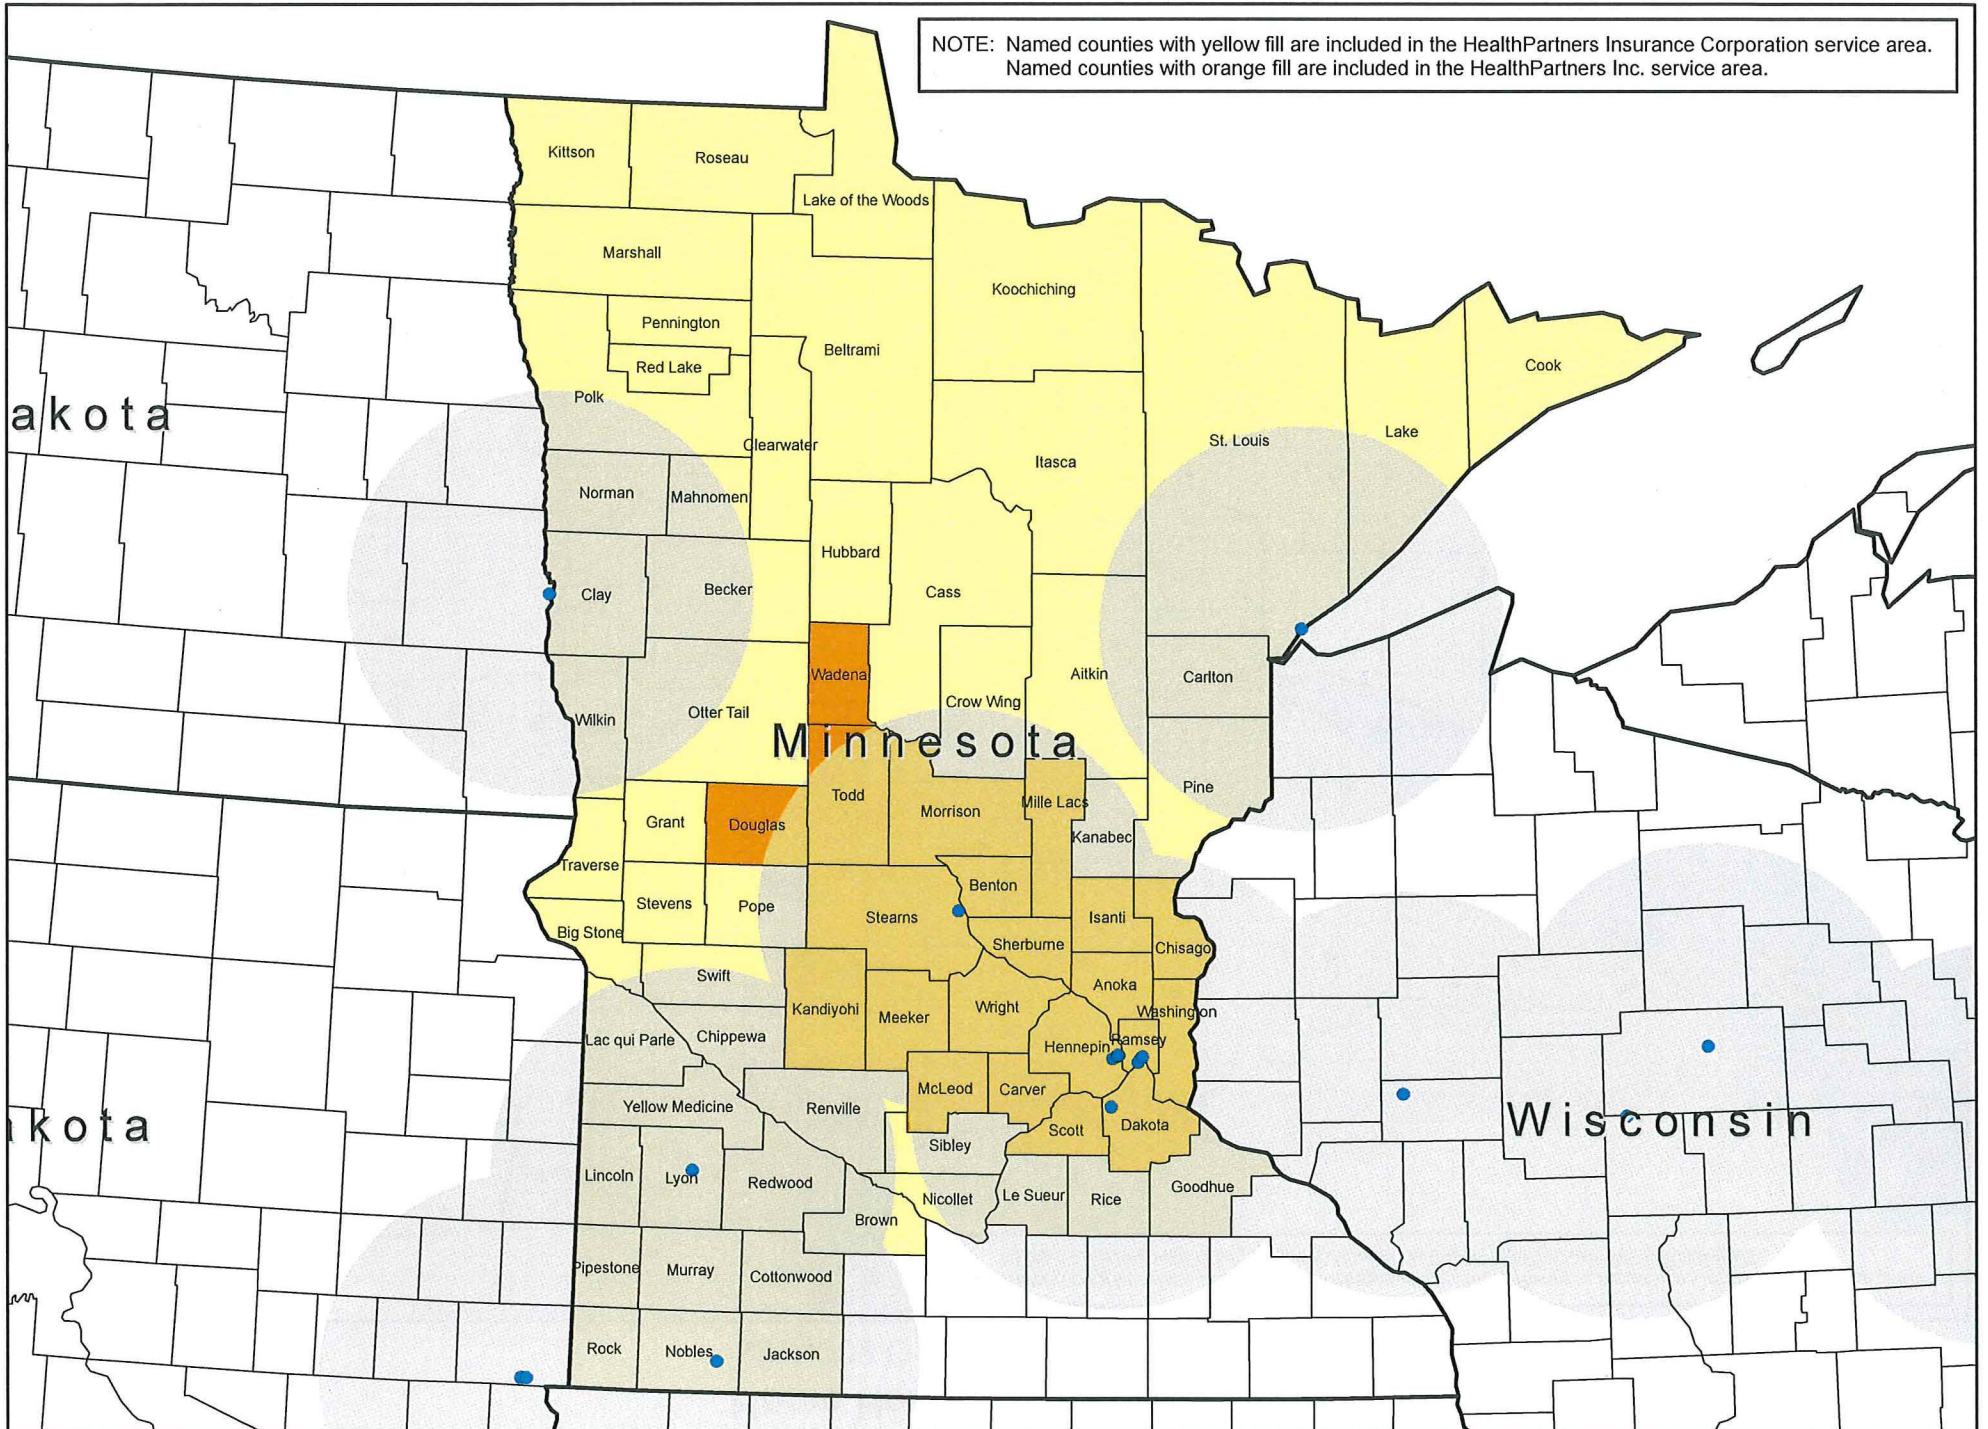 NOTE: Named counties with yellow fill are included in the HealthPartners Insurance Corporation service area.
Named counties with orange fill are included in the HealthPartners Inc. service area.
Kittson
Roseau
Lake of the Woods
Marshall
Koochiching
Pennington
Beltrami
Red Lake
Cook
Polk
akota
Lake
St. Louis
Clearwater
Itasca
Norman
Mahnomen
Hubbard
Becker
Cass
Clay
Wadena
Aitkin
Carlton
Crow Wing
Otter Tail
Wilkin
Minnesota
Pine
Todd
Mille Lacs
Morrison
Grant
Douglas
Kanabec
Traverse
Benton
Stevens
Pope
Stearns
Isanti
Big Stone
Sherburne
Chisago
Swift
Anoka
Kandiyohi
Wright
Washington
Meeker
Lac qui Parle
Chippewa
Ramsey
Hennepin
McLeod
Carver
Yellow Medicine
Renville
Wisconsin
kota
Scott
Dakota
Sibley
Lincoln
Lyon
Redwood
Goodhue
Le Sueur
Rice
Nicollet
Brown
Pipestone
Murray
Cottonwood
Rock
Nobles
Jackson